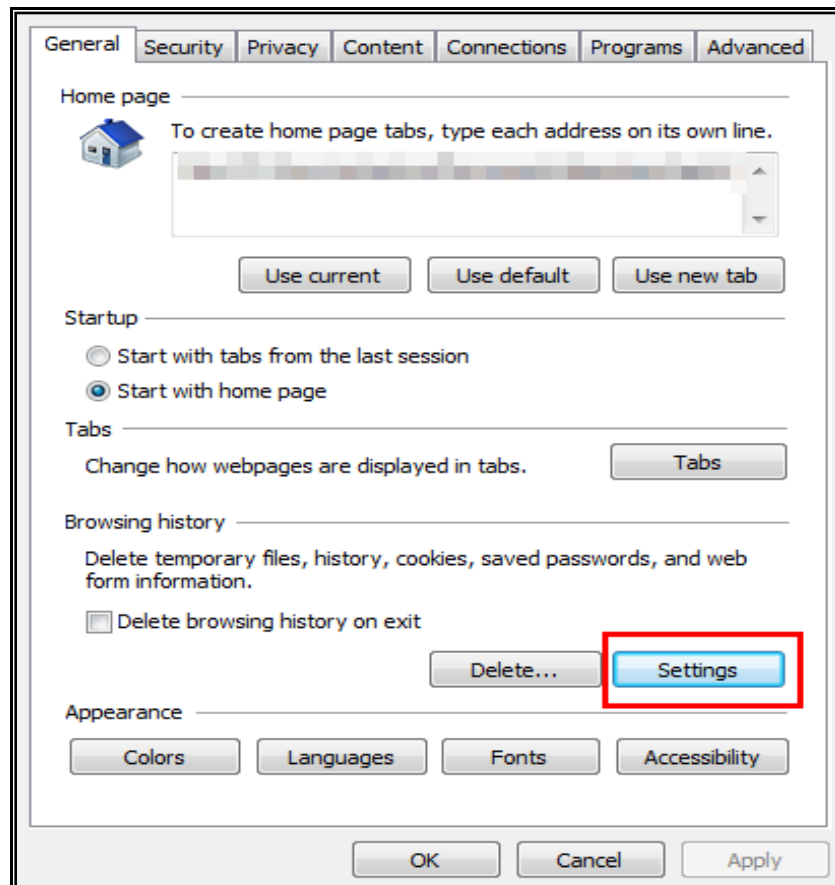 General Security Privacy Content Connections Programs Advanced
Home page
To create home page tabs, type each address on its own line.
Use current Use default Use new tab
Startup
Start with tabs from the last session
Start with home page
Tabs
Change how webpages are displayed in tabs. Tabs
Browsing history
Delete temporary files, history, cookies, saved passwords, and web
form information.
Delete browsing history on exit
Delete... Settings
Appearance
Colors Languages Fonts Accessibility
OK Cancel Apply